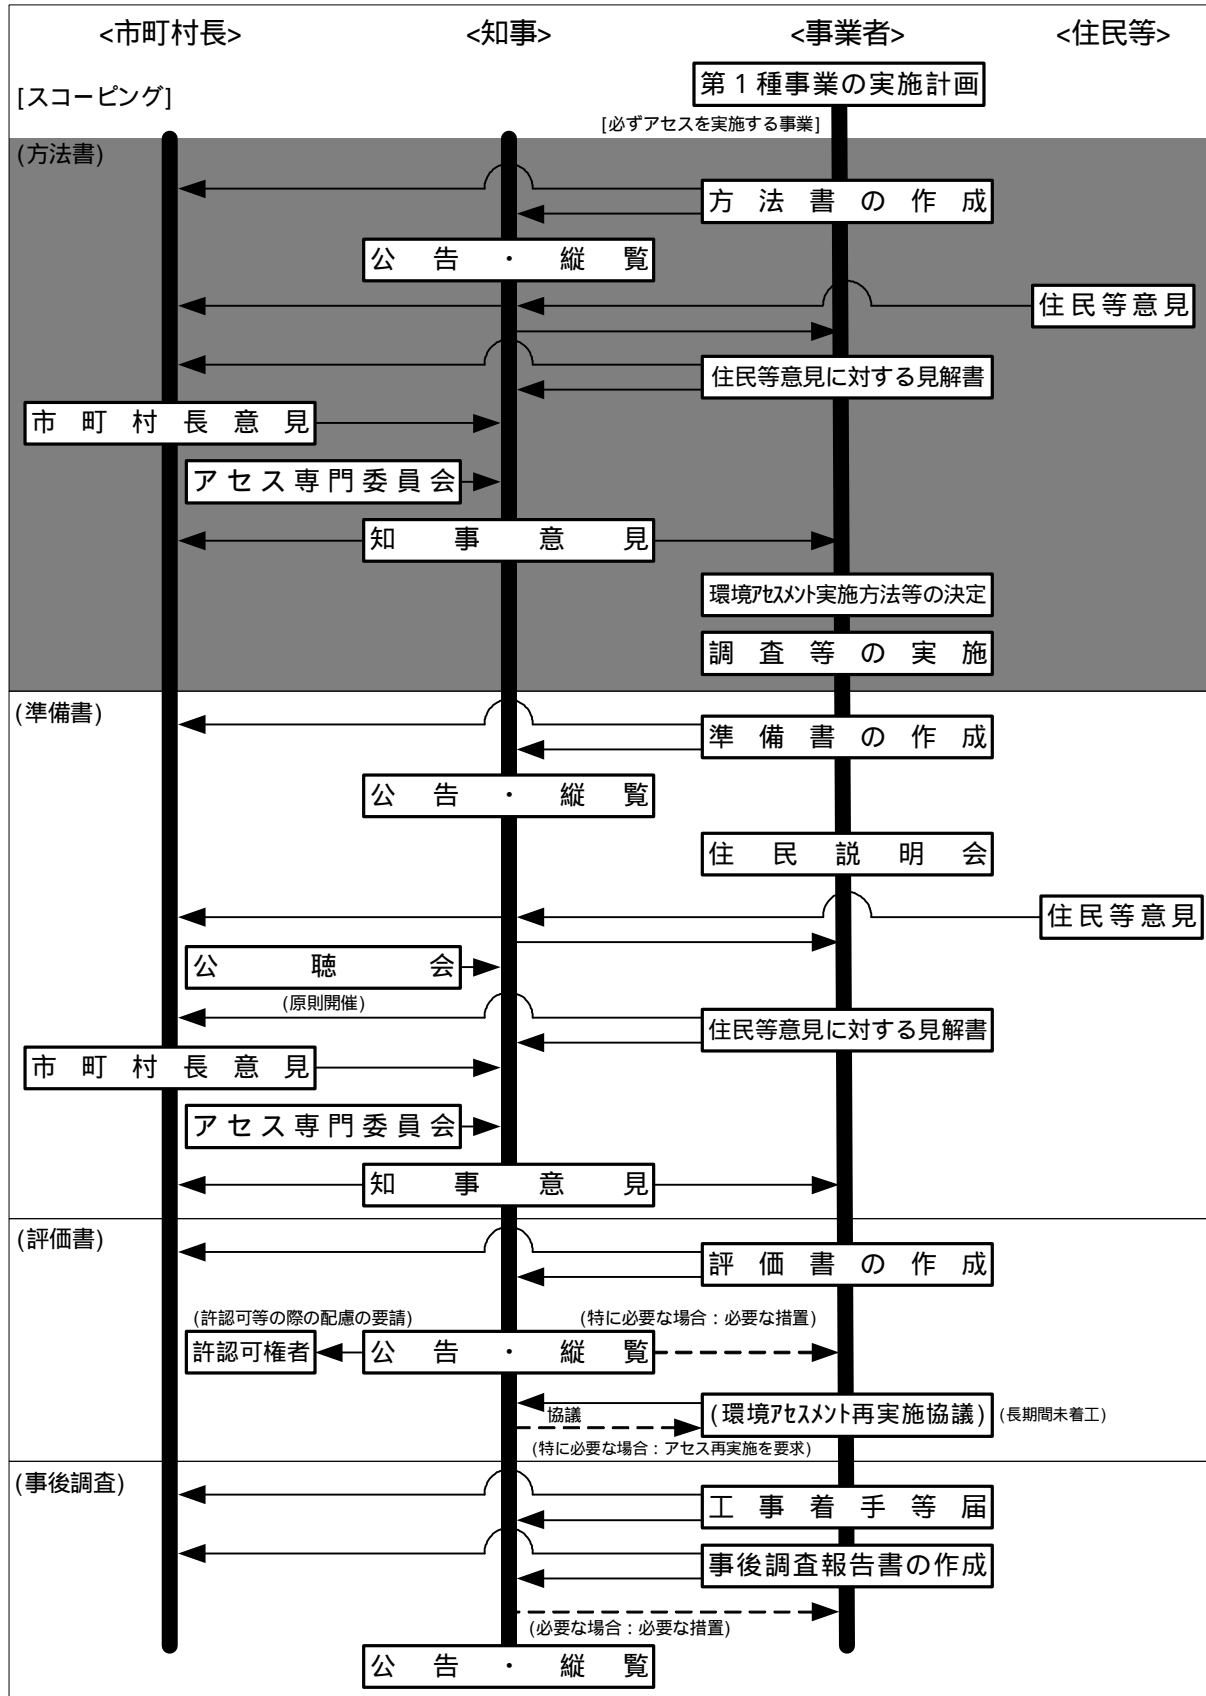 <市町村長> <知事> <事業者> <住民等>
第1種事業の実施計画
[スコーピング]
[必ずアセスを実施する事業]
(方法書)
方法書の作成
公告・縦覧
住民等意見
住民等意見に対する見解書
市町村長意見
アセス専門委員会
知事意見
環境ｱｾｽﾒﾝﾄ実施方法等の決定
調査等の実施
(準備書)
準備書の作成
公告・縦覧
住民説明会
住民等意見
公聴会
(原則開催)
住民等意見に対する見解書
市町村長意見
アセス専門委員会
知事意見
(評価書)
評価書の作成
(許認可等の際の配慮の要請) (特に必要な場合：必要な措置)
許認可権者 公告・縦覧
協議 (環境ｱｾｽﾒﾝﾄ再実施協議) (長期間未着工)
(特に必要な場合：アセス再実施を要求)
(事後調査)
工事着手等届
事後調査報告書の作成
(必要な場合：必要な措置)
公告・縦覧